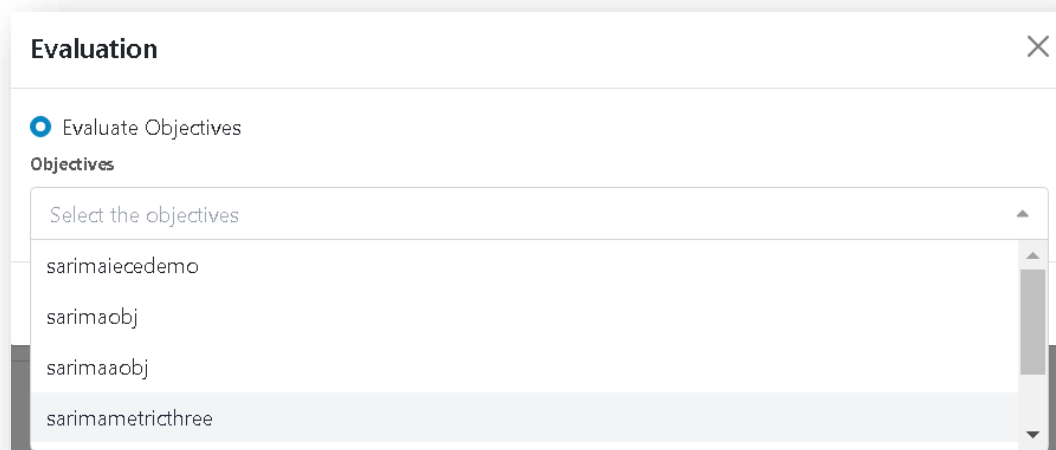 Evaluation
Evaluate Objectives
Objectives
Select the objectives
sarimaiecedemo
sarimaobj
sarimaaobj
sarimametricthree